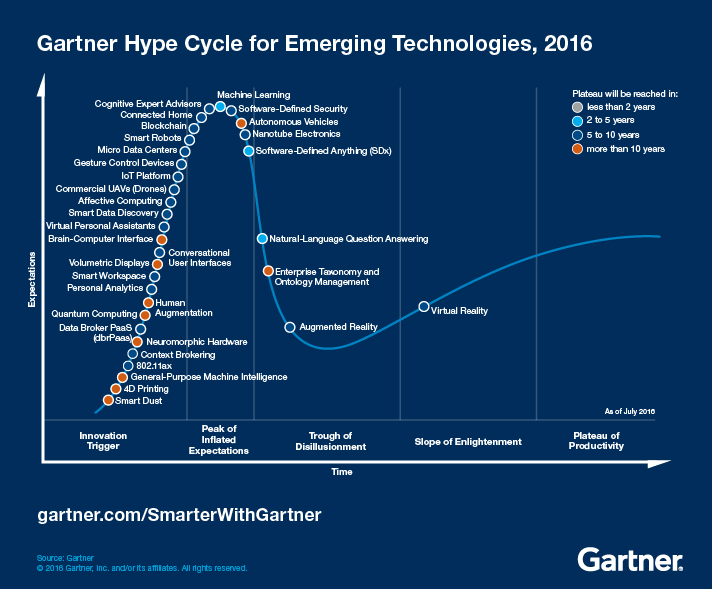 Gartner Hype Cycle for Emerging Technologies, 2016
Plateau will be reached in:
less than 2 years
2 to 5 years
5 to 10 years
more than 10 years
Expectations
Machine Learning
Cognitive Expert Advisors
Software-Defined Security
Connected Home
Autonomous Vehicles
Blockchain
Nanotube Electronics
Smart Robots
Micro Data Centers
Software-Defined Anything (SDx)
Gesture Control Devices
IoT Platform
Commercial UAVs (Drones)
Affective Computing
Smart Data Discovery
Virtual Personal Assistants
Brain-Computer Interface
Natural-Language Question Answering
Conversational
User Interfaces
Volumetric Displays
Enterprise Taxonomy and
Ontology Management
Smart Workspace
Personal Analytics
Human
Augmentation
Quantum Computing
Virtual Reality
Data Broker PaaS
(dbrPaas)
Augmented Reality
Neuromorphic Hardware
Context Brokering
802.11ax
General-Purpose Machine Intelligence
4D Printing
Smart Dust
As of July 2016
Innovation
Trigger
Peak of
Inflated
Expectations
Trough of
Disillusionment
Slope of Enlightenment
Plateau of
Productivity
Time
gartner.com/SmarterWithGartner
Source: Gartner
© 2016 Gartner, Inc. and/or its affiliates. All rights reserved.
Gartner